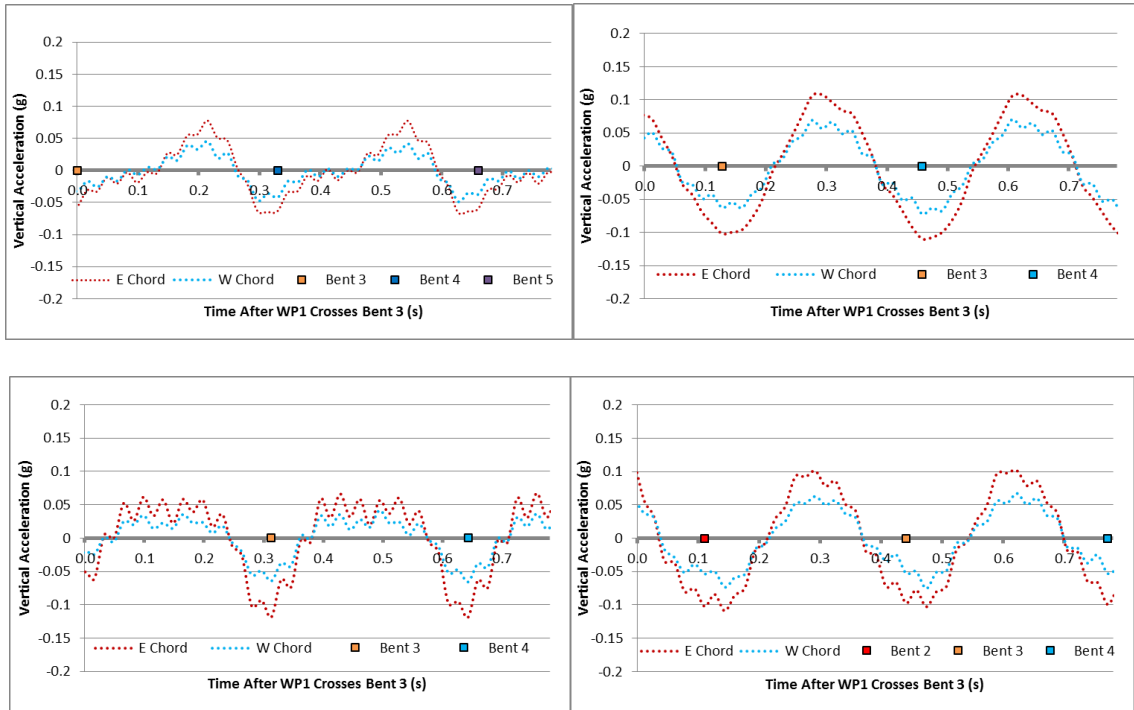 0.2
0.15
0.1
0.05
0
-0.05
-0.1
-0.15
-0.2
Vertical Acceleration (g)
0.0 0.1 0.2 0.3 0.4 0.5 0.6 0.7
E Chord W Chord Bent 3 Bent 4 Bent 5
Time After WP1 Crosses Bent 3 (s)
0.2
0.15
0.1
0.05
0
-0.05
-0.1
-0.15
-0.2
Vertical Acceleration (g)
0.0 0.1 0.2 0.3 0.4 0.5 0.6 0.7
E Chord W Chord Bent 3 Bent 4
Time After WP1 Crosses Bent 3 (s)
0.2
0.15
0.1
0.05
0
-0.05
-0.1
-0.15
-0.2
Vertical Acceleration (g)
0.0 0.1 0.2 0.3 0.4 0.5 0.6 0.7
E Chord W Chord Bent 3 Bent 4
Time After WP1 Crosses Bent 3 (s)
0.2
0.15
0.1
0.05
0
-0.05
-0.1
-0.15
-0.2
Vertical Acceleration (g)
0.0 0.1 0.2 0.3 0.4 0.5 0.6 0.7
E Chord W Chord Bent 2 Bent 3 Bent 4
Time After WP1 Crosses Bent 3 (s)